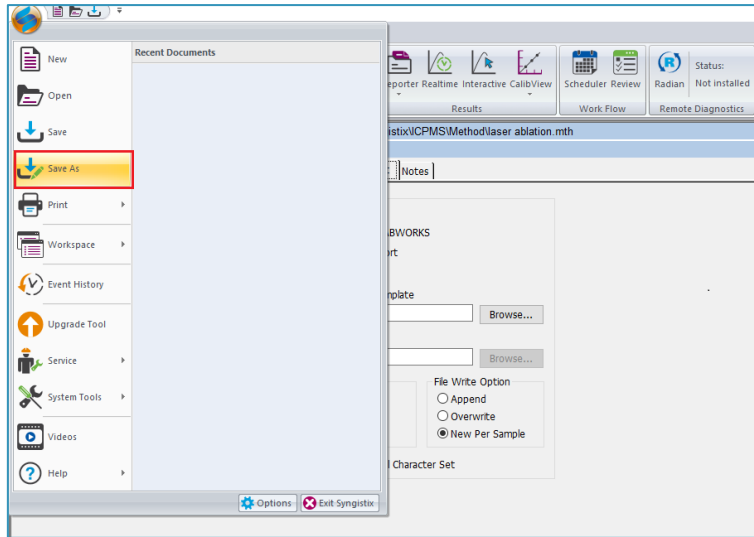 New
Open
Save
Save As
Print
Workspace
Event History
Upgrade Tool
Service
System Tools
Videos
Help
Recent Documents
Options
Exit Syngistix
eporter
Realtime
Interactive
CalibView
Results
Scheduler
Review
Work Flow
Radian
Status:
Not installed
Remote Diagnostics
istix\ICPMS\Method\laser ablation.mth
Notes
BWORKS
ort
mplate
Browse...
Browse...
File Write Option
Append
Overwrite
New Per Sample
l Character Set